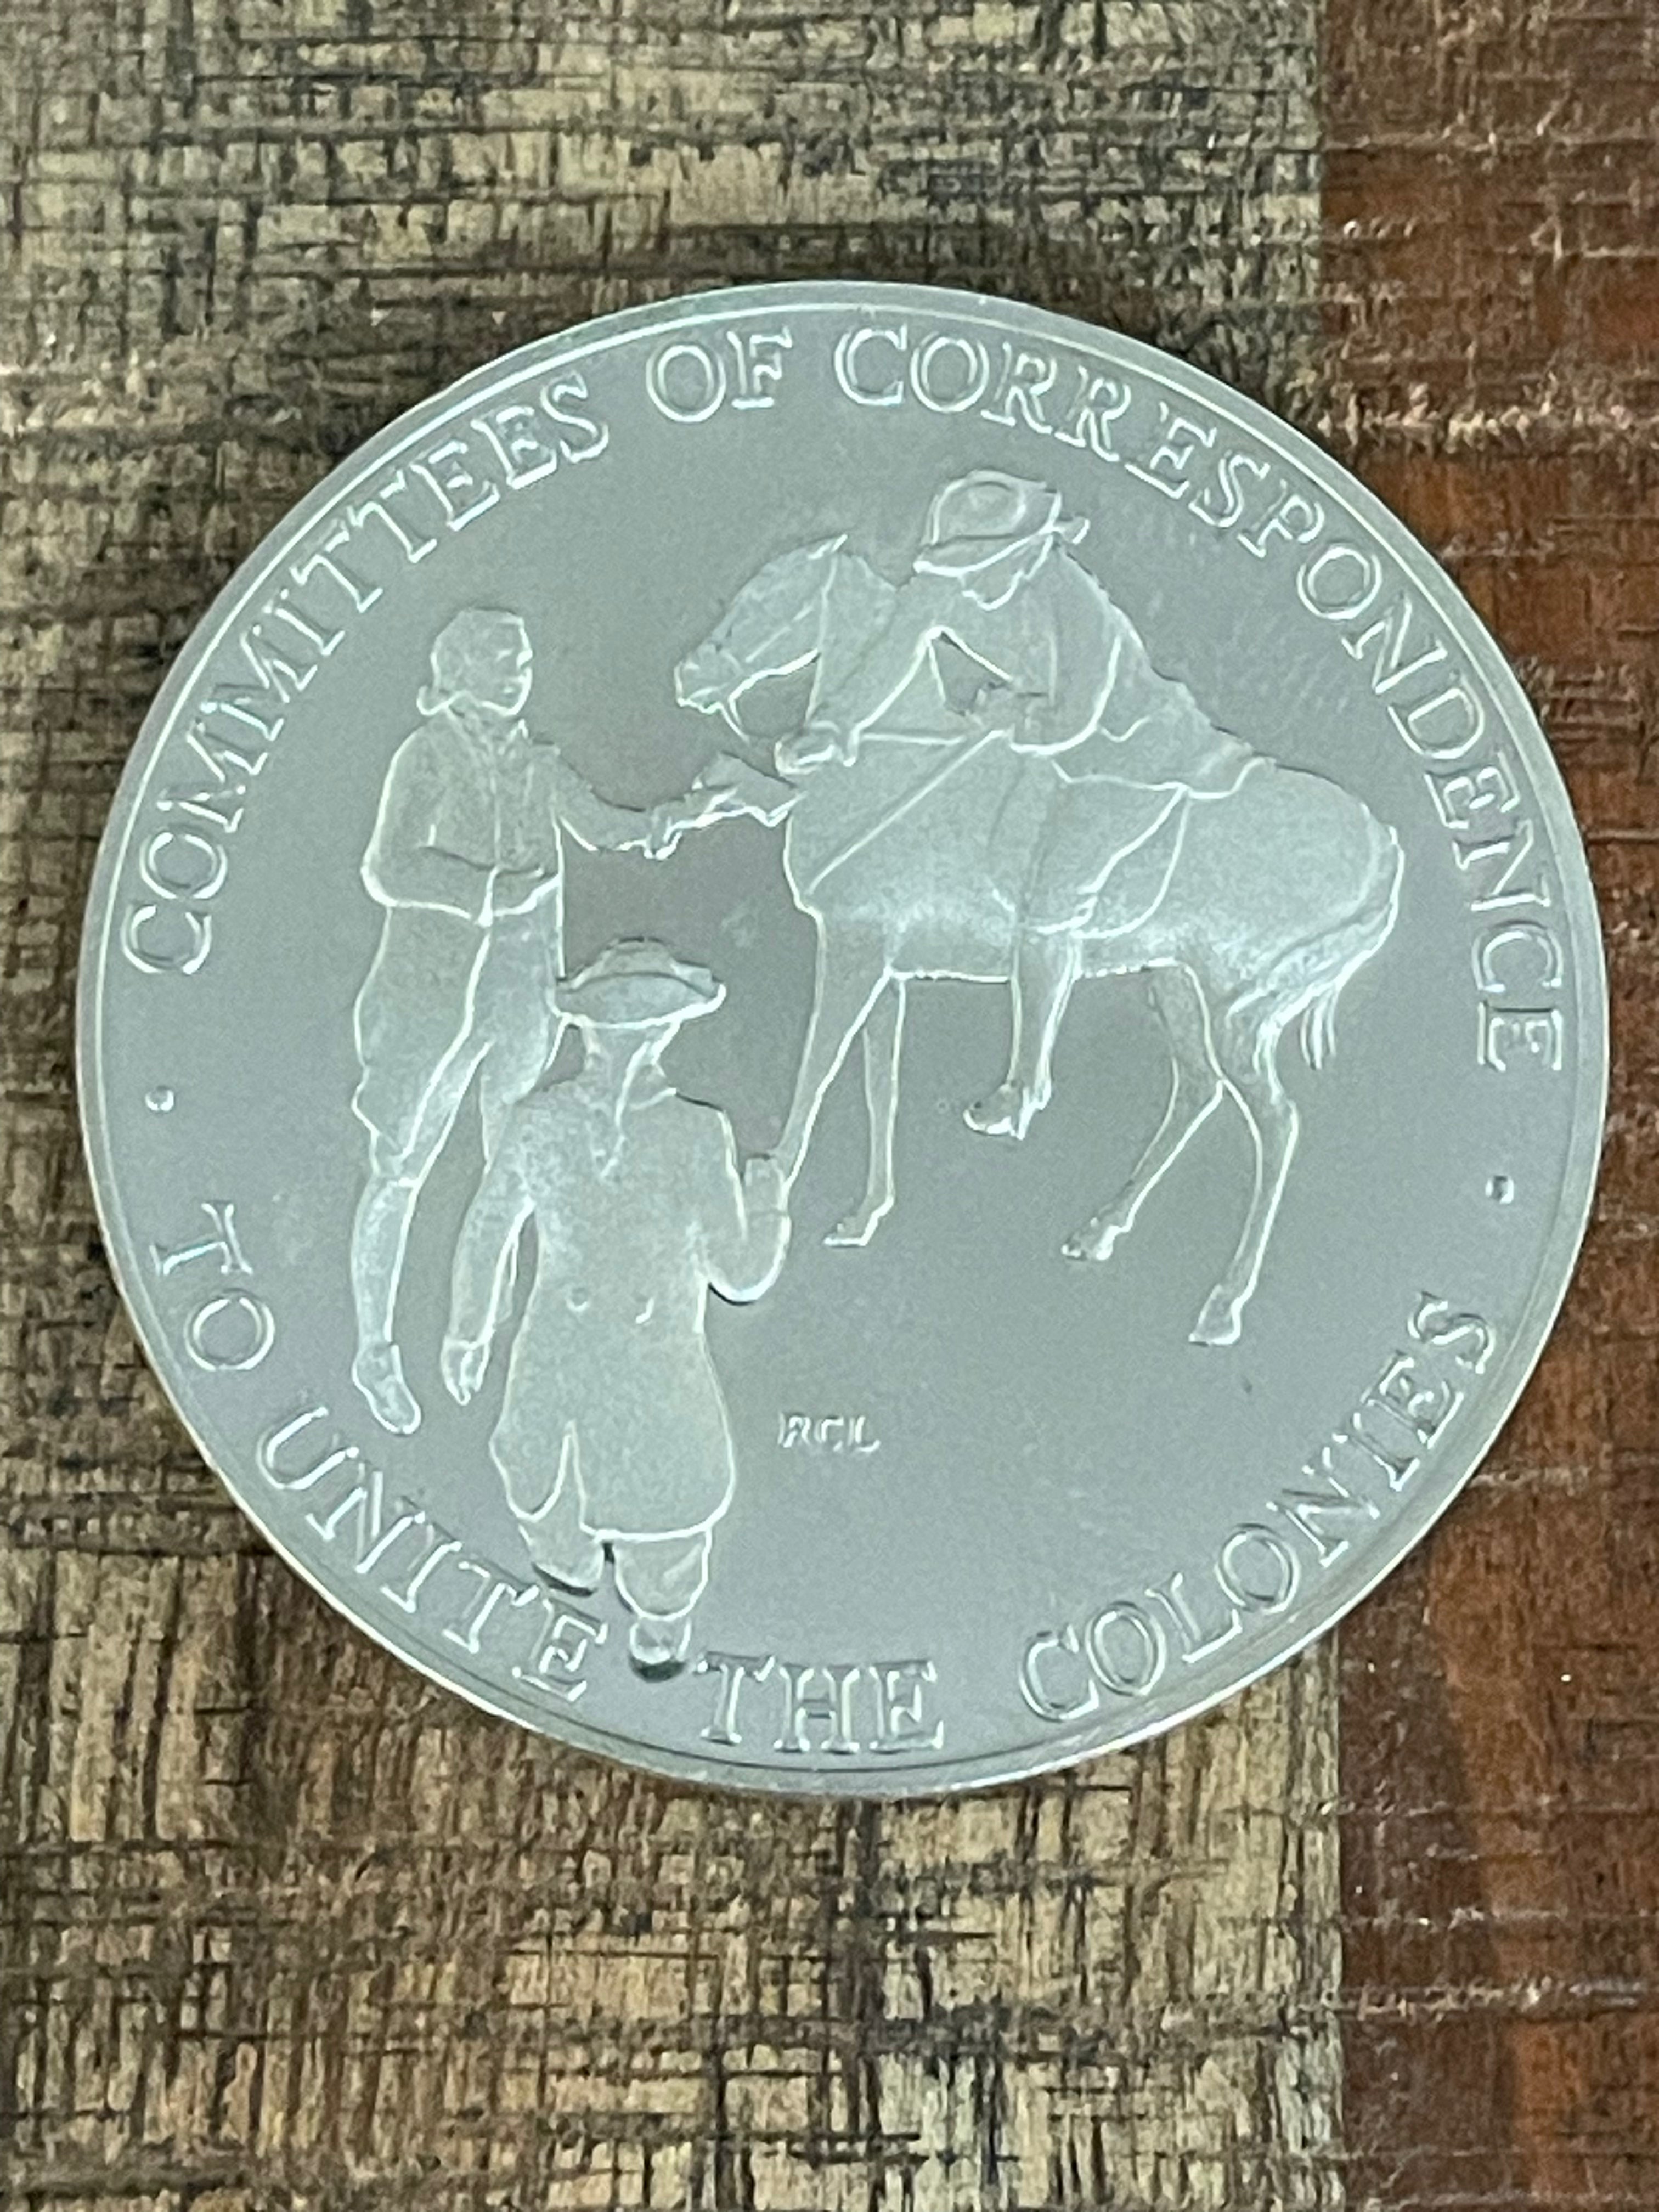 COMMITTEES OF CORRESPONDENCE
TO UNITE THE COLONIES
RCL